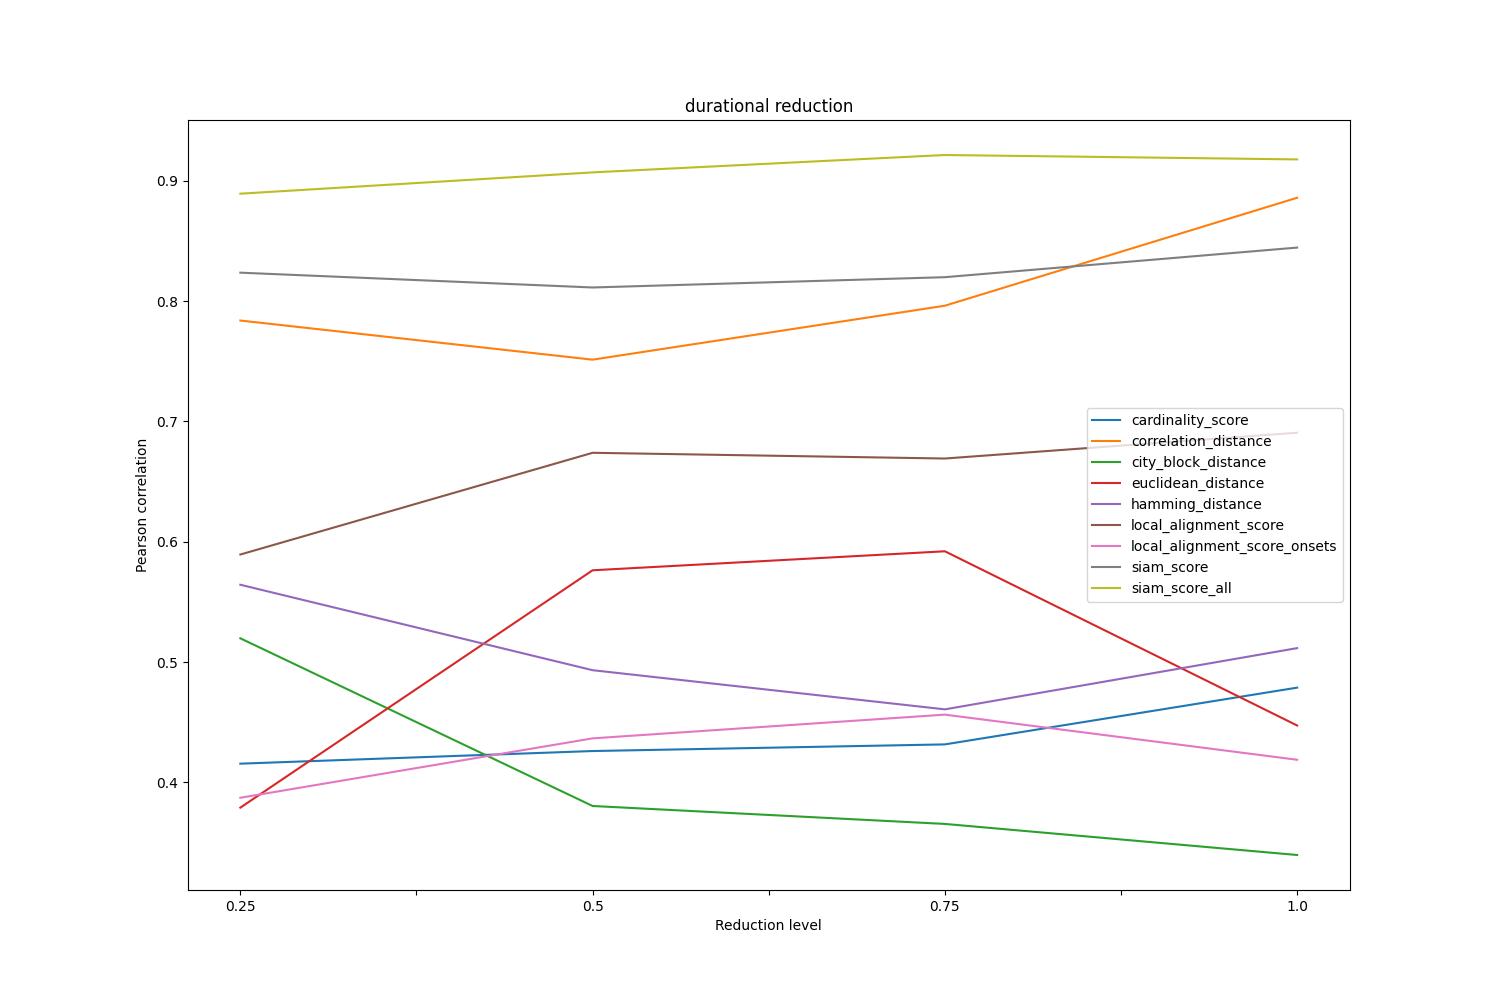 durational reduction
Pearson correlation
0.9
0.8
0.7
0.6
0.5
0.4
cardinality_score
correlation_distance
city_block_distance
euclidean_distance
hamming_distance
local_alignment_score
local_alignment_score_onsets
siam_score
siam_score_all
0.25
0.5
0.75
1.0
Reduction level